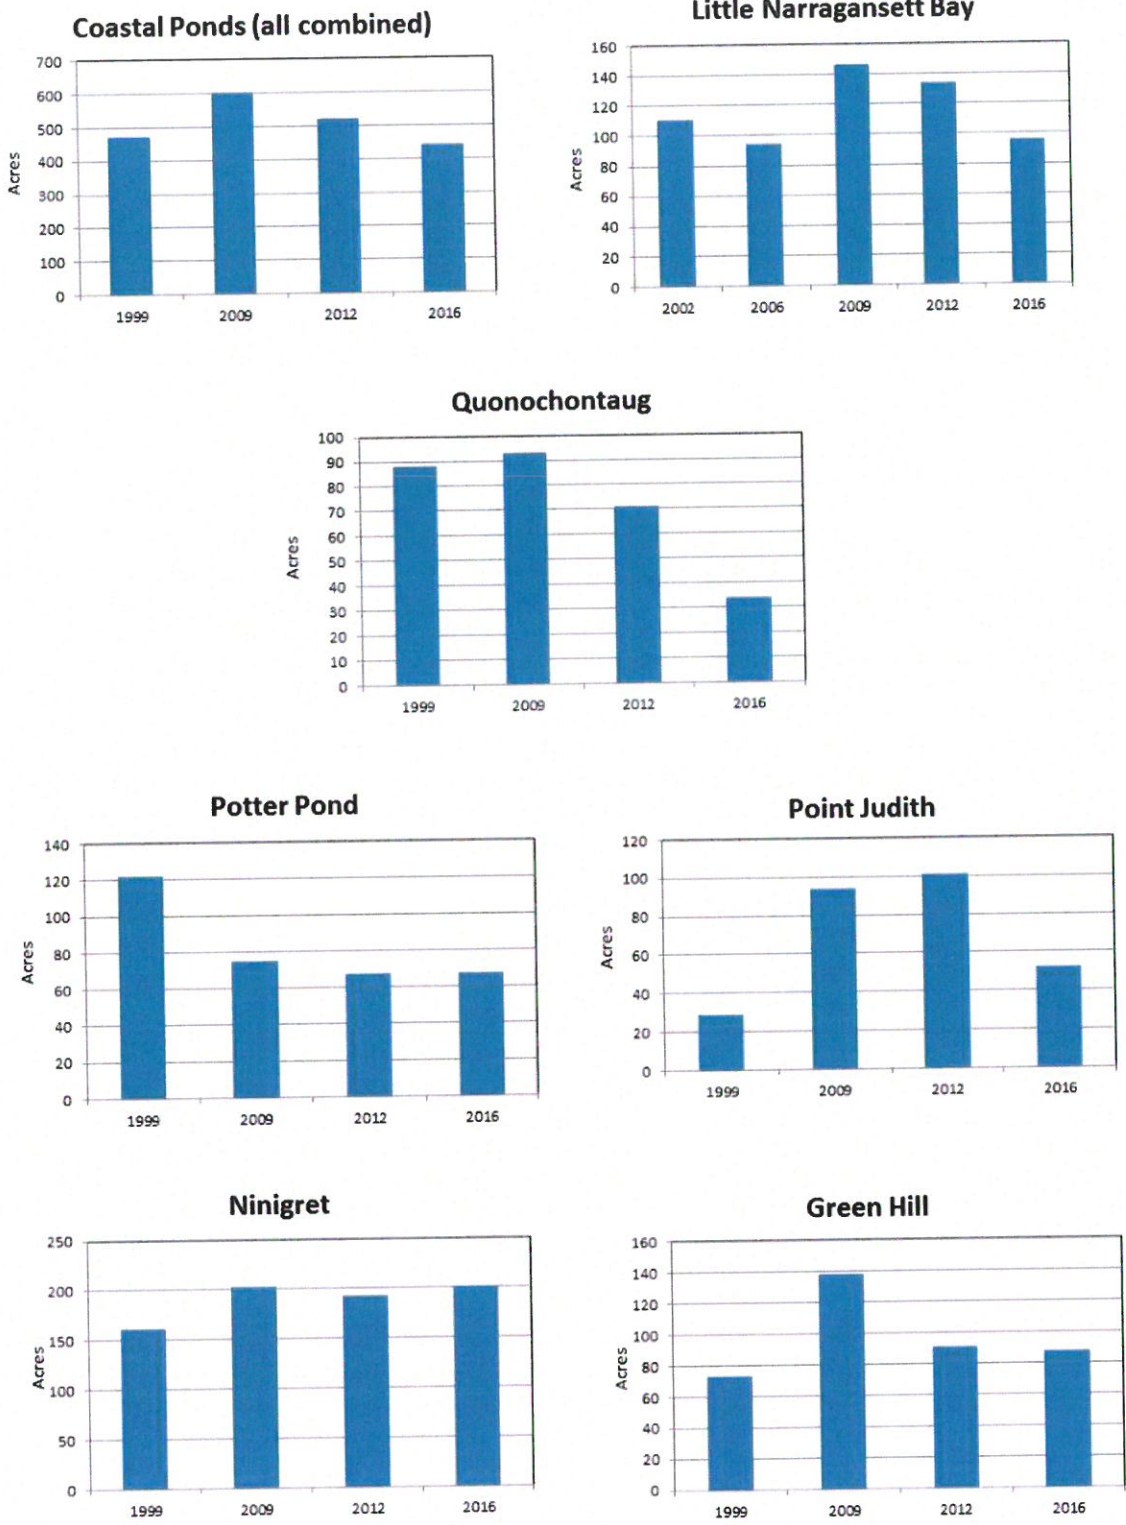 Coastal Ponds (all combined)
700
600
500
400
300
200
100
0
Acres
1999 2009 2012 2016
Little Narragansett Bay
160
140
120
100
80
60
40
20
0
Acres
2002 2006 2009 2012 2016
Quonochontaug
100
90
80
70
60
50
40
30
20
10
0
Acres
1999 2009 2012 2016
Potter Pond
140
120
100
80
60
40
20
0
Acres
1999 2009 2012 2016
Point Judith
120
100
80
60
40
20
0
Acres
1999 2009 2012 2016
Ninigret
250
200
150
100
50
0
Acres
1999 2009 2012 2016
Green Hill
160
140
120
100
80
60
40
20
0
Acres
1999 2009 2012 2016